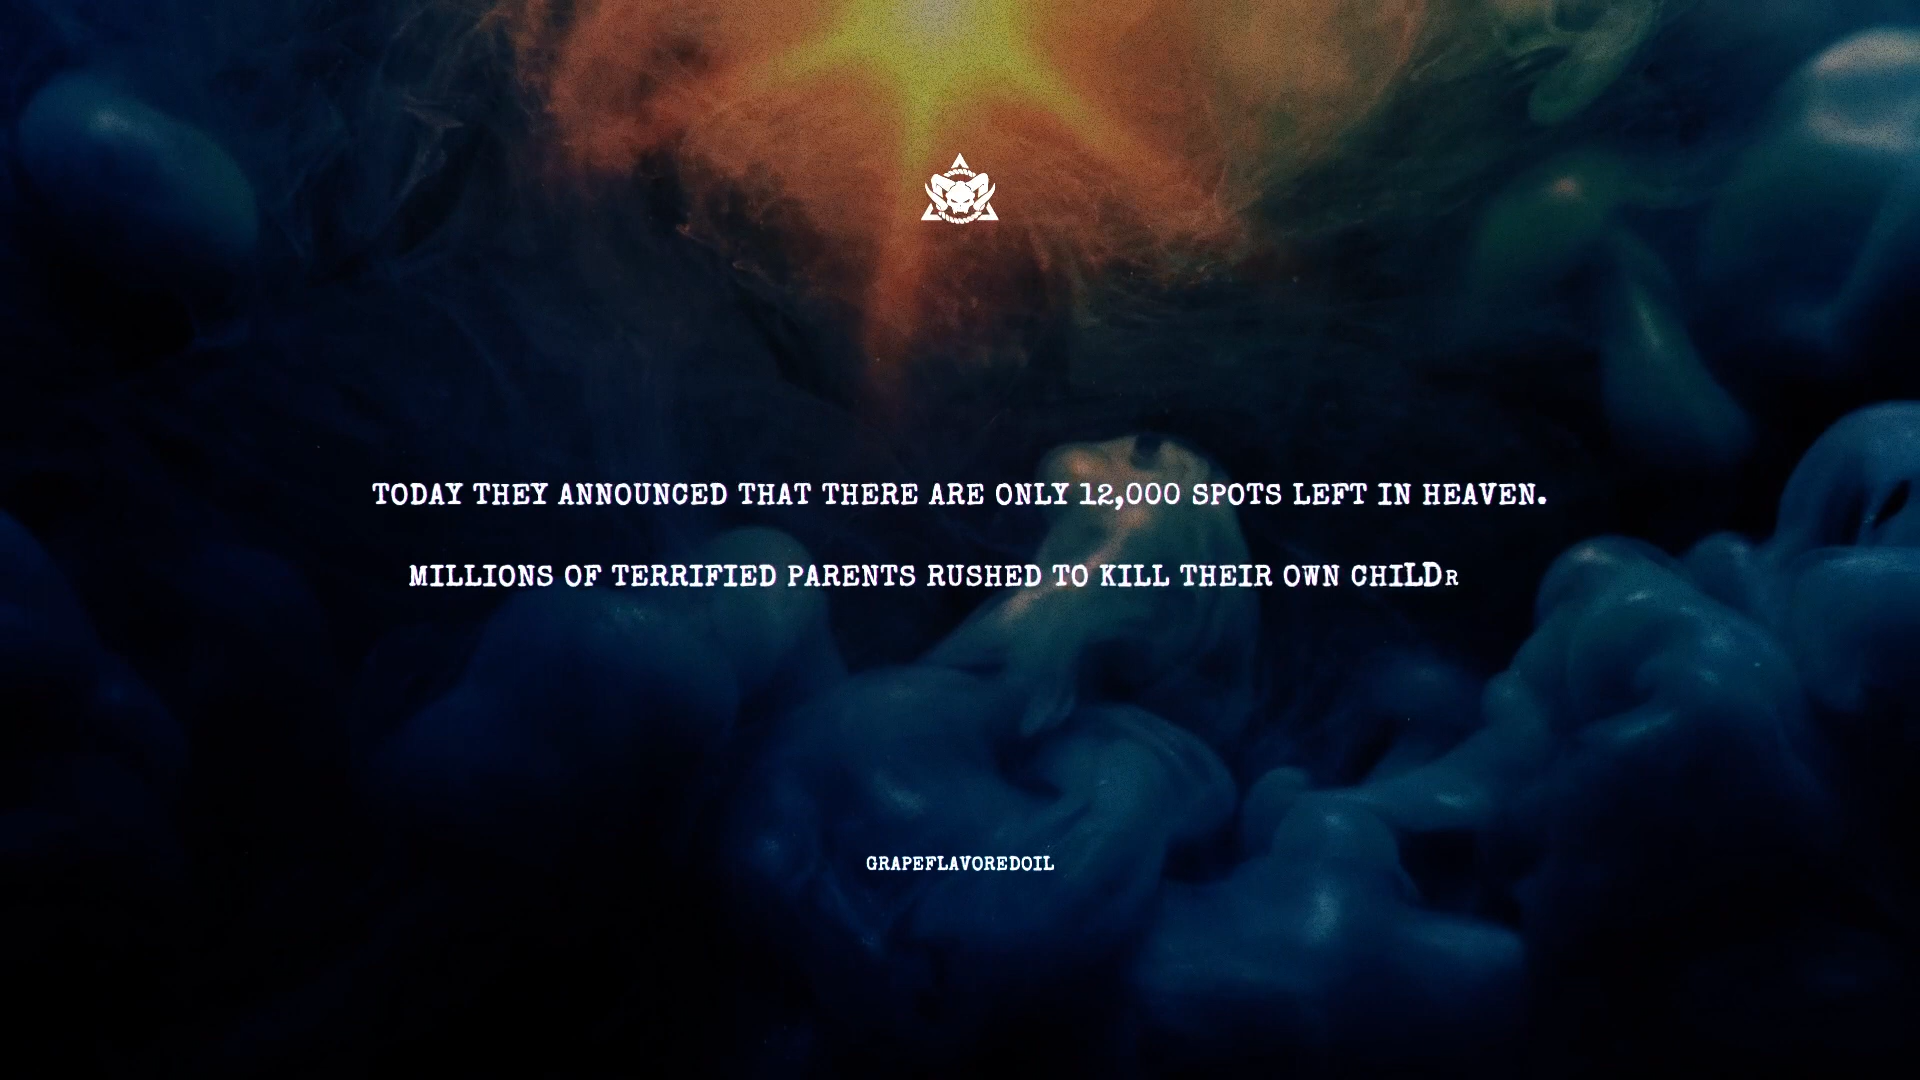 TODAY THEY ANNOUNCED THAT THERE ARE ONLY 12,000 SPOTS LEFT IN HEAVEN.
MILLIONS OF TERRIFIED PARENTS RUSHED TO KILL THEIR OWN CHILDR
GRAPEFLAVOREDOIL